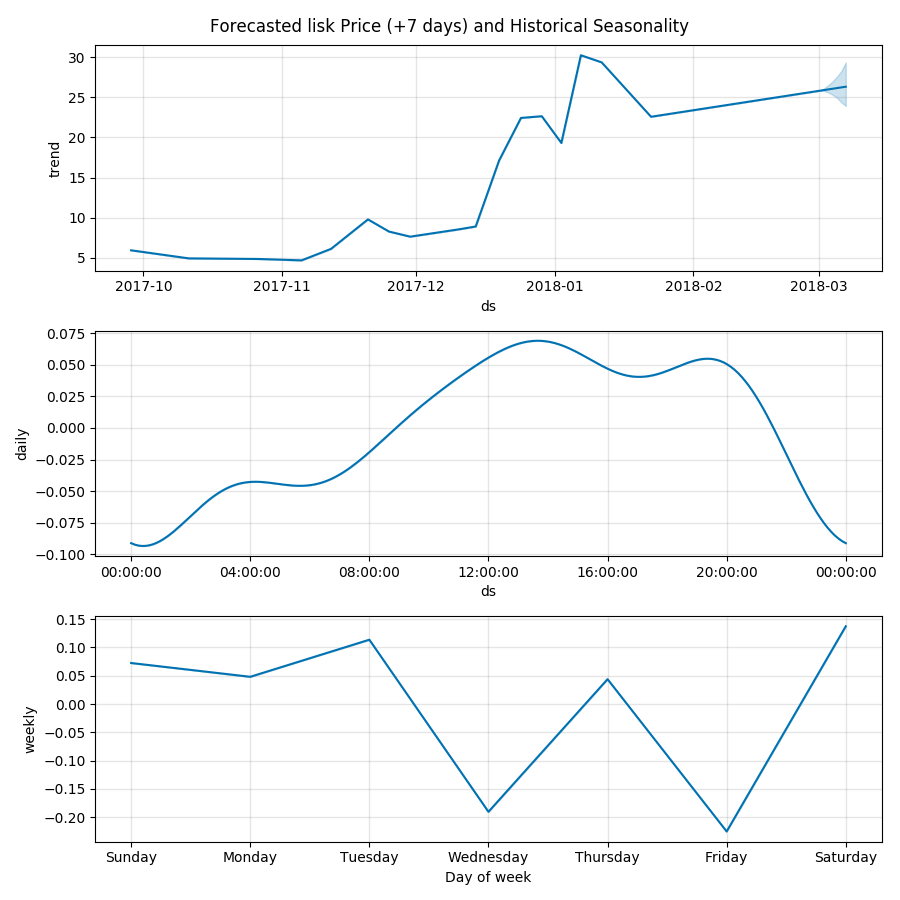 Forecasted lisk Price (+7 days) and Historical Seasonality
30
25
20
15
10
5
trend
2017-10 2017-11 2017-12 2018-01 2018-02 2018-03
ds
0.075
0.050
0.025
0.000
−0.025
−0.050
−0.075
−0.100
daily
00:00:00 04:00:00 08:00:00 12:00:00 16:00:00 20:00:00 00:00:00
ds
0.15
0.10
0.05
0.00
−0.05
−0.10
−0.15
−0.20
weekly
Sunday Monday Tuesday Wednesday Thursday Friday Saturday
Day of week